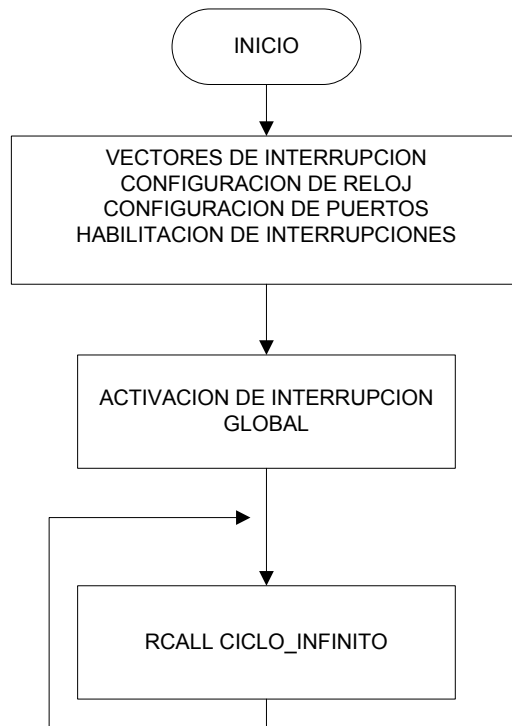 INICIO
VECTORES DE INTERRUPCION
CONFIGURACION DE RELOJ
CONFIGURACION DE PUERTOS
HABILITACION DE INTERRUPCIONES
ACTIVACION DE INTERRUPCION
GLOBAL
RCALL CICLO_INFINITO